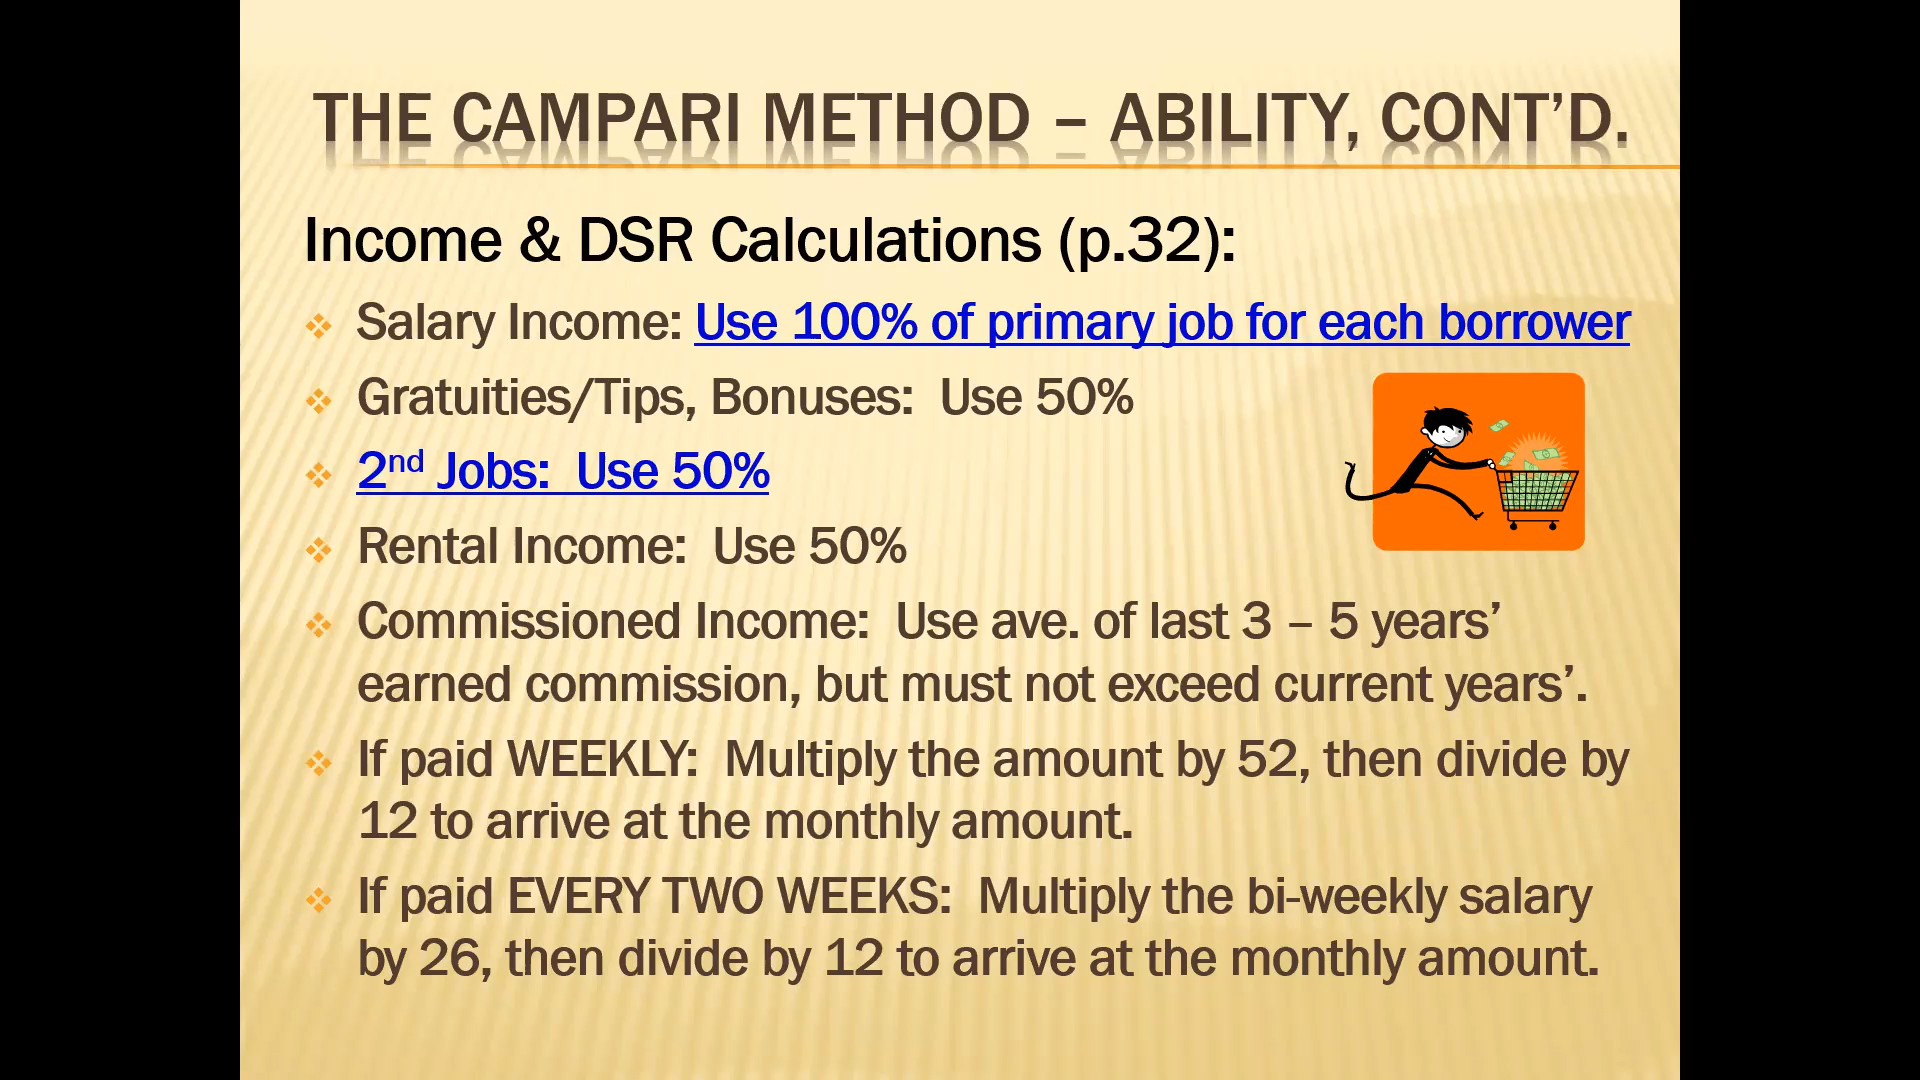 THE CAMPARI METHOD – ABILITY, CONT’D.
Income & DSR Calculations (p.32):
Salary Income: Use 100% of primary job for each borrower
Gratuities/Tips, Bonuses:  Use 50%
2nd Jobs:  Use 50%
Rental Income:  Use 50%
Commissioned Income:  Use ave. of last 3 – 5 years’
earned commission, but must not exceed current years’.
If paid WEEKLY:  Multiply the amount by 52, then divide by
12 to arrive at the monthly amount.
If paid EVERY TWO WEEKS:  Multiply the bi-weekly salary
by 26, then divide by 12 to arrive at the monthly amount.